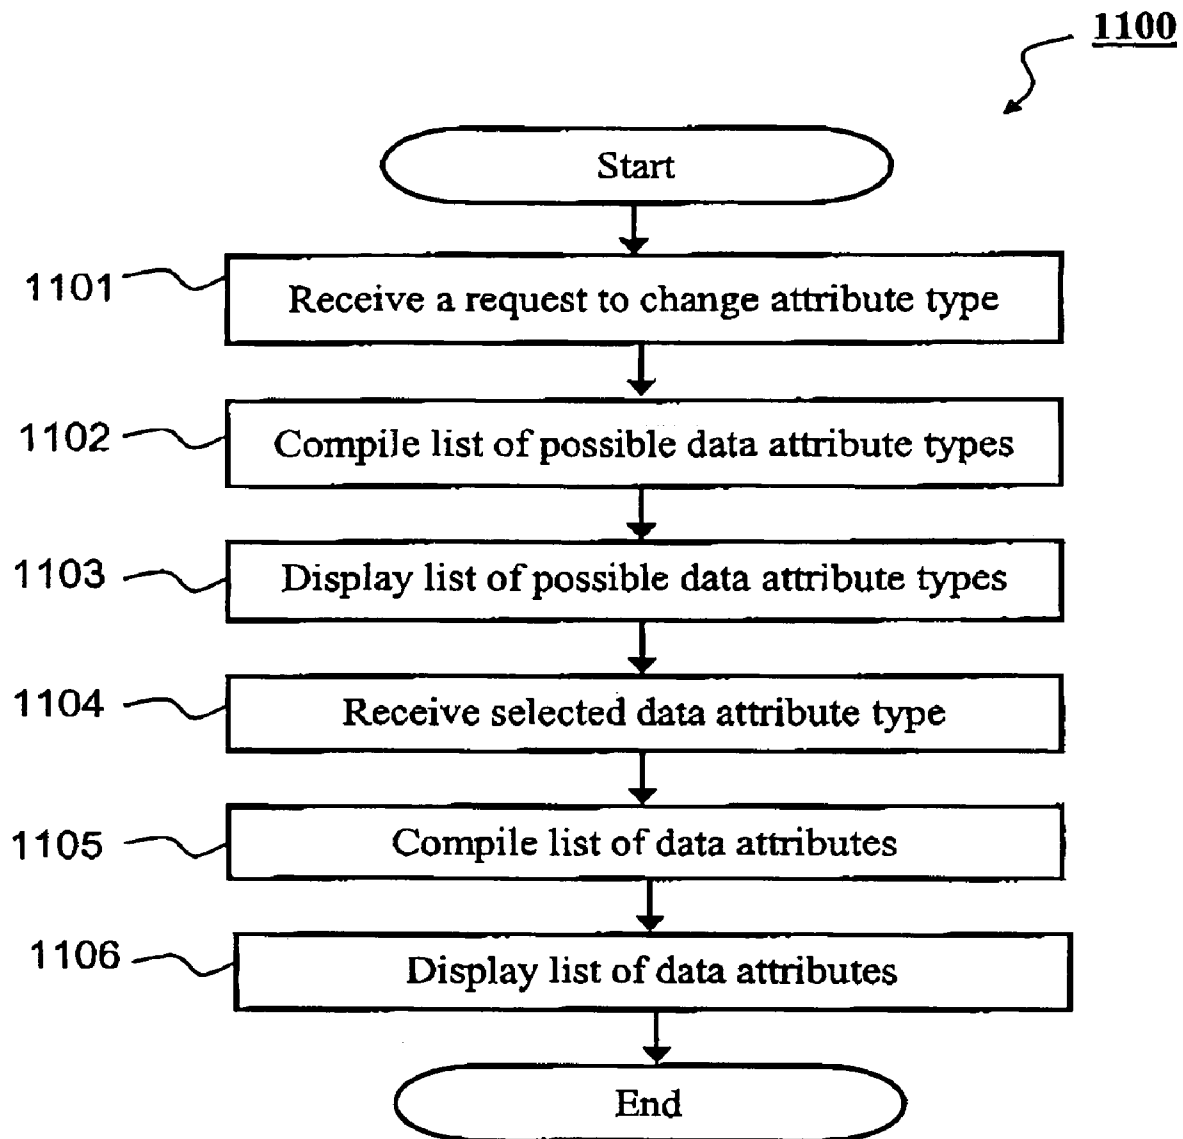 1100
Start
1101
Receive a request to change attribute type
1102
Compile list of possible data attribute types
1103
Display list of possible data attribute types
1104
Receive selected data attribute type
1105
Compile list of data attributes
1106
Display list of data attributes
End